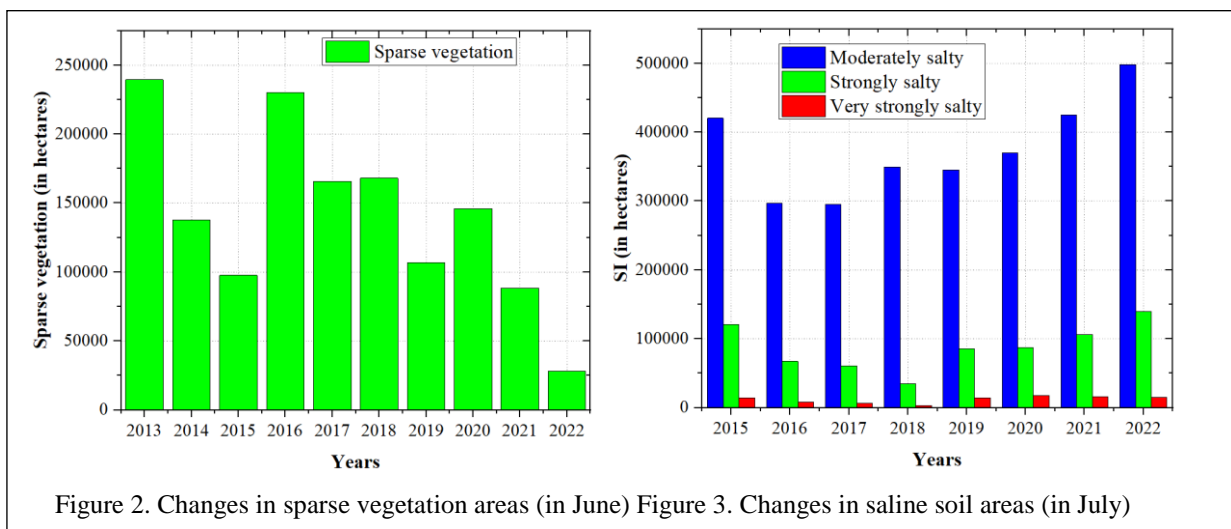 Sparse vegetation
Sparse vegetation (in hectares)
250000
200000
150000
100000
50000
0
2013 2014 2015 2016 2017 2018 2019 2020 2021 2022
Years
Moderately salty
Strongly salty
Very strongly salty
SI (in hectares)
500000
400000
300000
200000
100000
0
2015 2016 2017 2018 2019 2020 2021 2022
Years
Figure 2. Changes in sparse vegetation areas (in June) Figure 3. Changes in saline soil areas (in July)